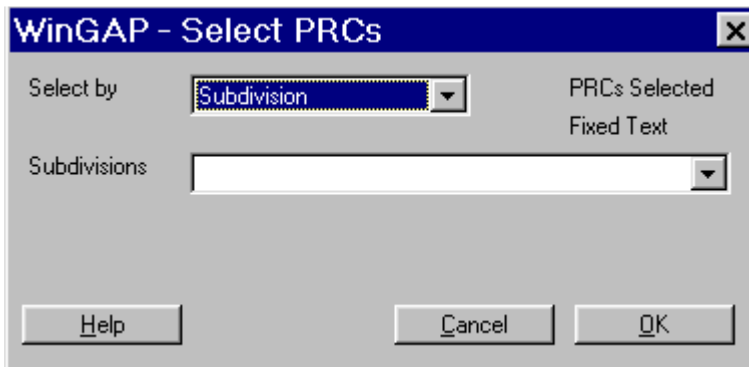 WinGAP - Select PRCs
Select by Subdivision PRCs Selected
Fixed Text
Subdivisions
Help Cancel OK